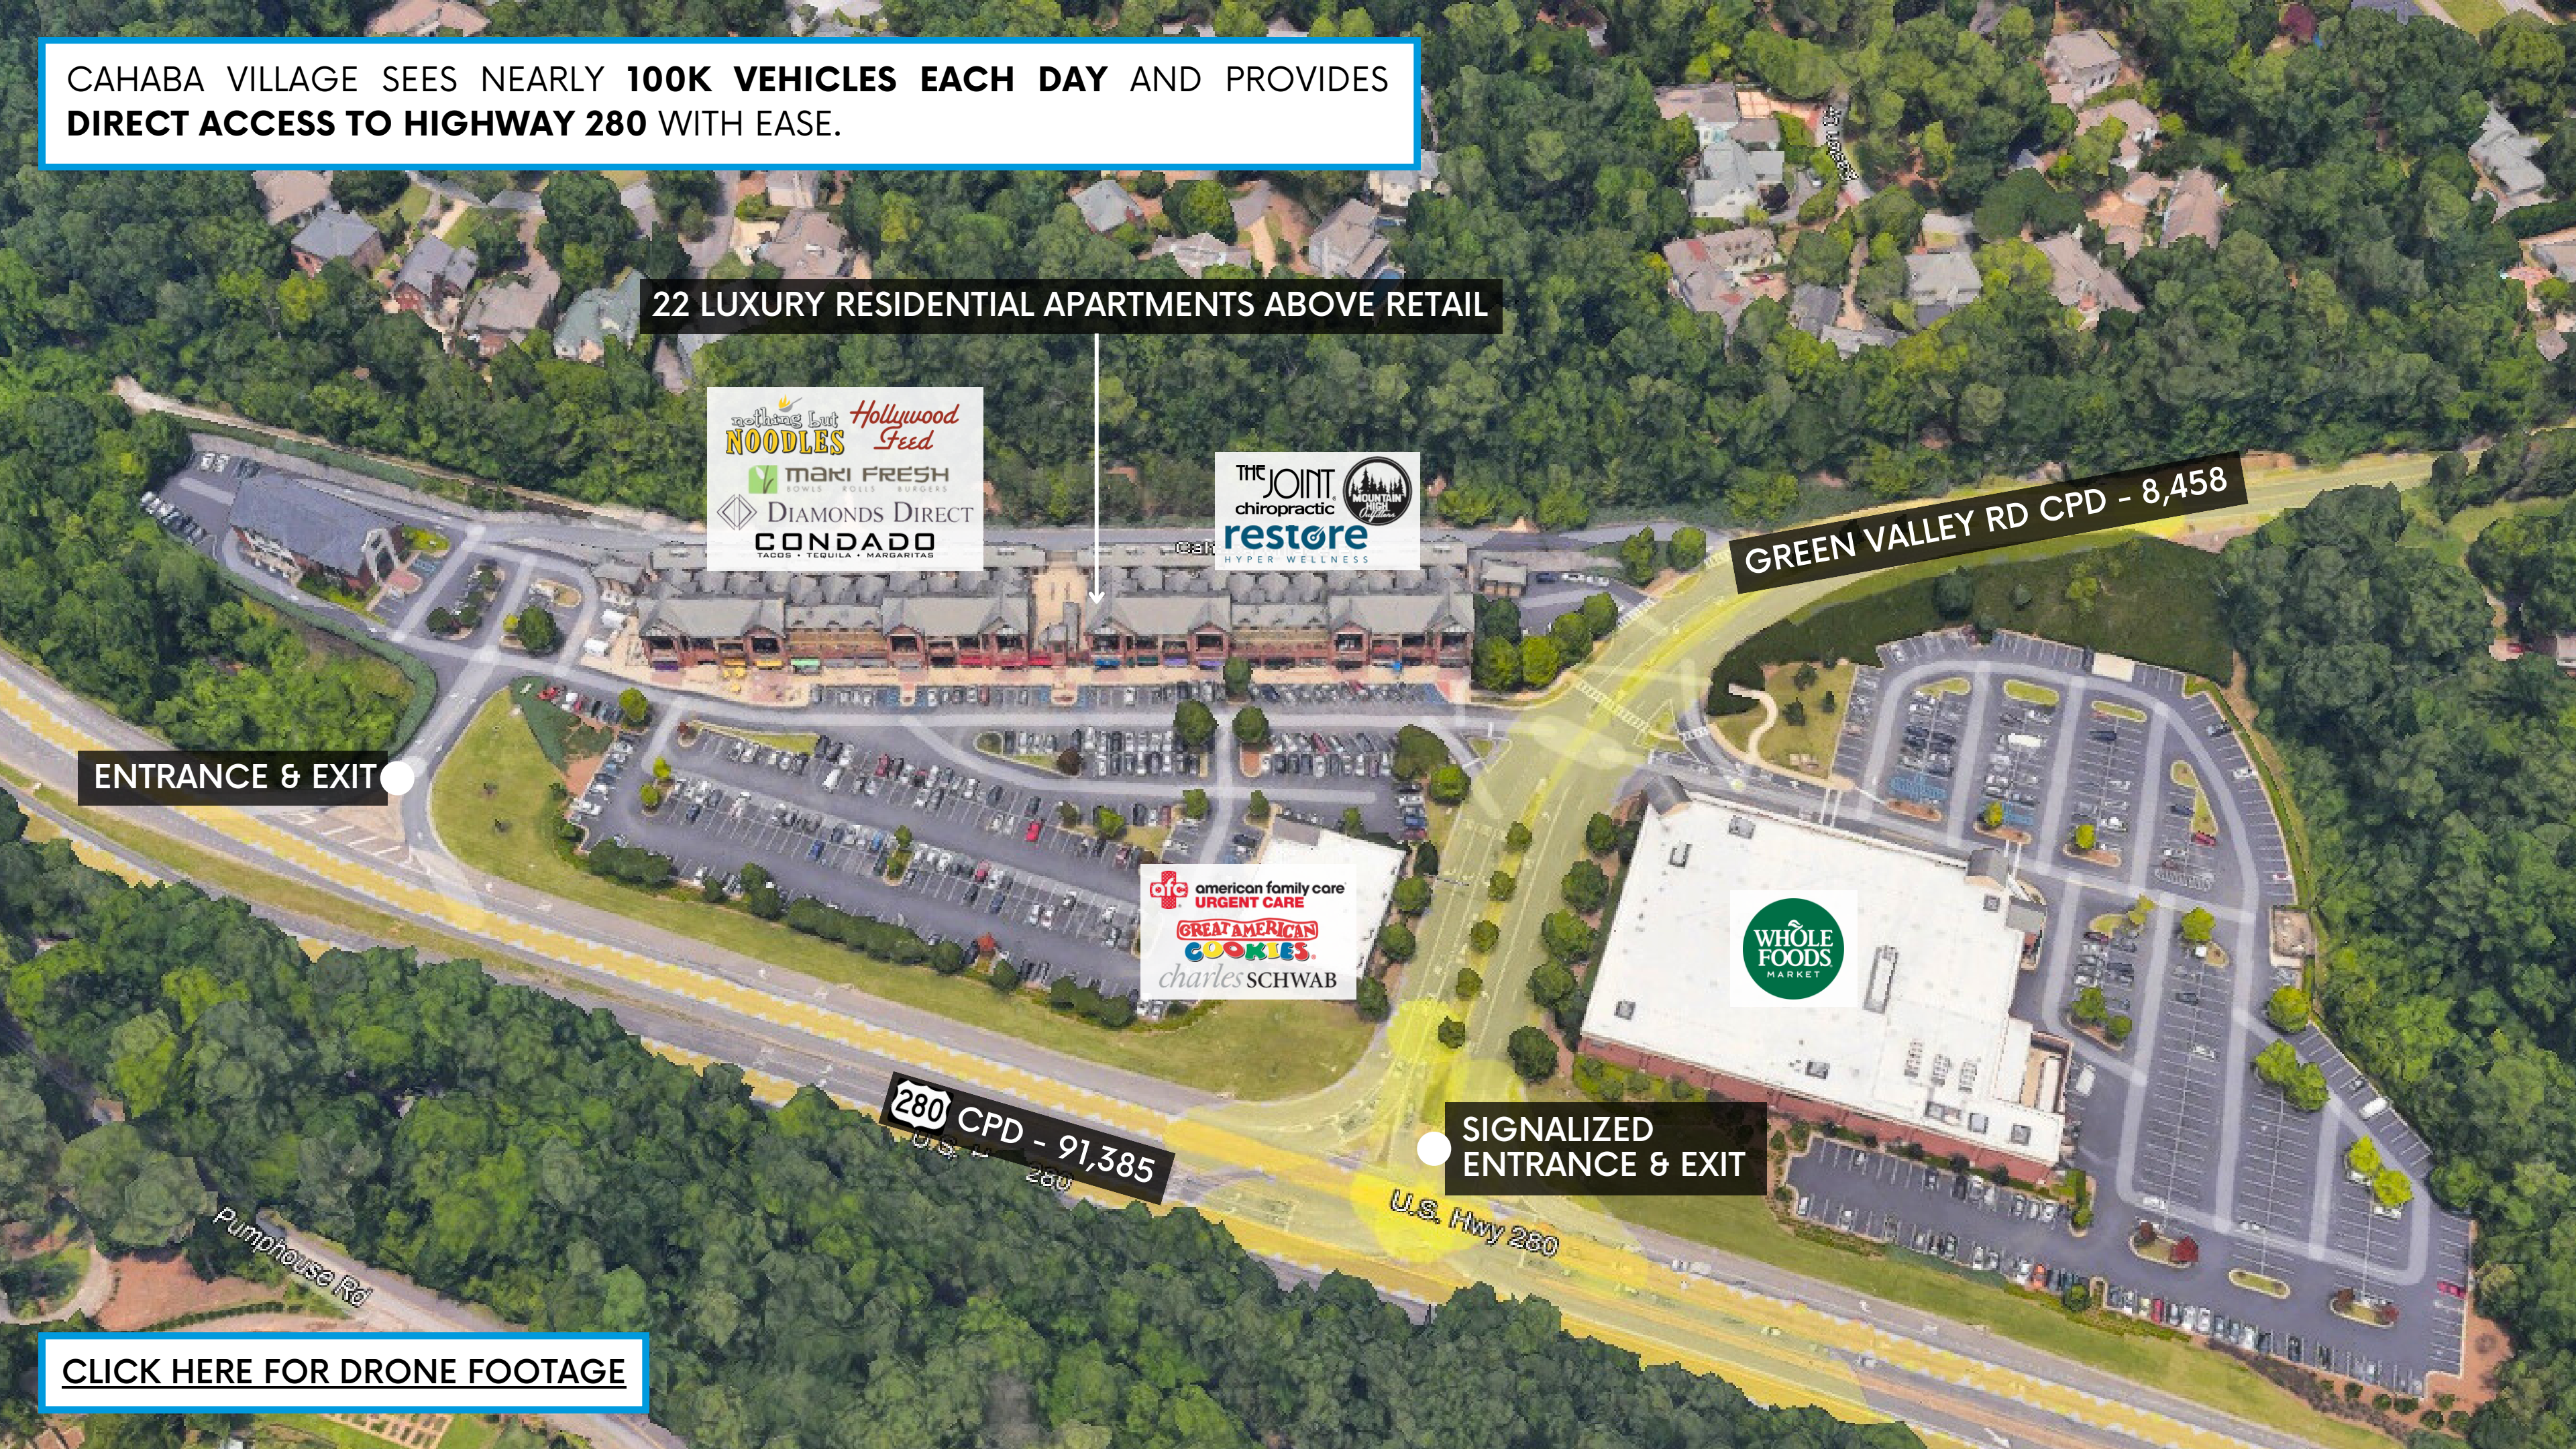 CAHABA VILLAGE SEES NEARLY 100K VEHICLES EACH DAY AND PROVIDES
DIRECT ACCESS TO HIGHWAY 280 WITH EASE.
22 LUXURY RESIDENTIAL APARTMENTS ABOVE RETAIL
nothing but
NOODLES
Hollywood
Feed
maki FRESH
BOWLS ROLLS BURGERS
DIAMONDS DIRECT
CONDADO
TACOS • TEQUILA • MARGARITAS
THE JOINT
chiropractic
MOUNTAIN
HIGH
Outfitters
restore
HYPER WELLNESS
GREEN VALLEY RD CPD - 8,458
ENTRANCE & EXIT
afc
american family care
URGENT CARE
GREAT AMERICAN
COOKIES
charles SCHWAB
WHOLE
FOODS
MARKET
280 CPD - 91,385
U.S.
280
SIGNALIZED
ENTRANCE & EXIT
U.S. Hwy 280
Pumphouse Rd
CLICK HERE FOR DRONE FOOTAGE